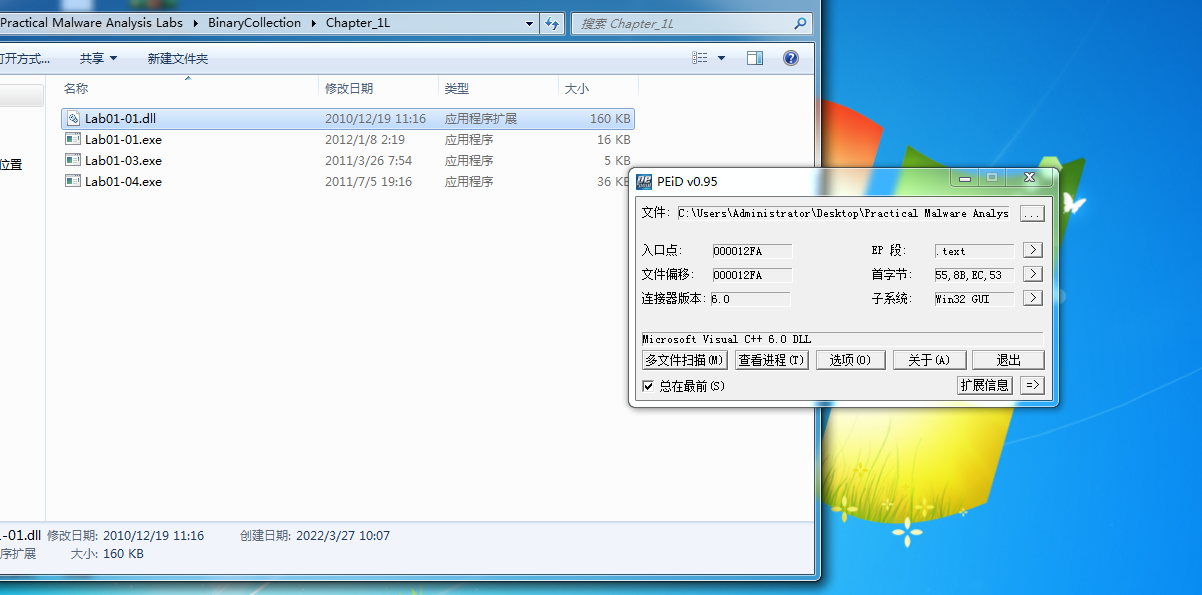 Practical Malware Analysis Labs ▸ BinaryCollection ▸ Chapter_1L
搜索 Chapter_1L
打开方式... 共享 新建文件夹
名称 修改日期 类型 大小
Lab01-01.dll 2010/12/19 11:16 应用程序扩展 160 KB
Lab01-01.exe 2012/1/8 2:19 应用程序 16 KB
Lab01-03.exe 2011/3/26 7:54 应用程序 5 KB
Lab01-04.exe 2011/7/5 19:16 应用程序 36 KB
位置
PEiD v0.95
文件: C:\Users\Administrator\Desktop\Practical Malware Analys ...
入口点: 000012FA EP 段: .text >
文件偏移: 000012FA 首字节: 55,8B,EC,53 >
连接器版本: 6.0 子系统: Win32 GUI >
Microsoft Visual C++ 6.0 DLL
多文件扫描(M) 查看进程(T) 选项(O) 关于(A) 退出
总在最前(S) 扩展信息 =>
-01.dll 修改日期: 2010/12/19 11:16 创建日期: 2022/3/27 10:07
序扩展 大小: 160 KB